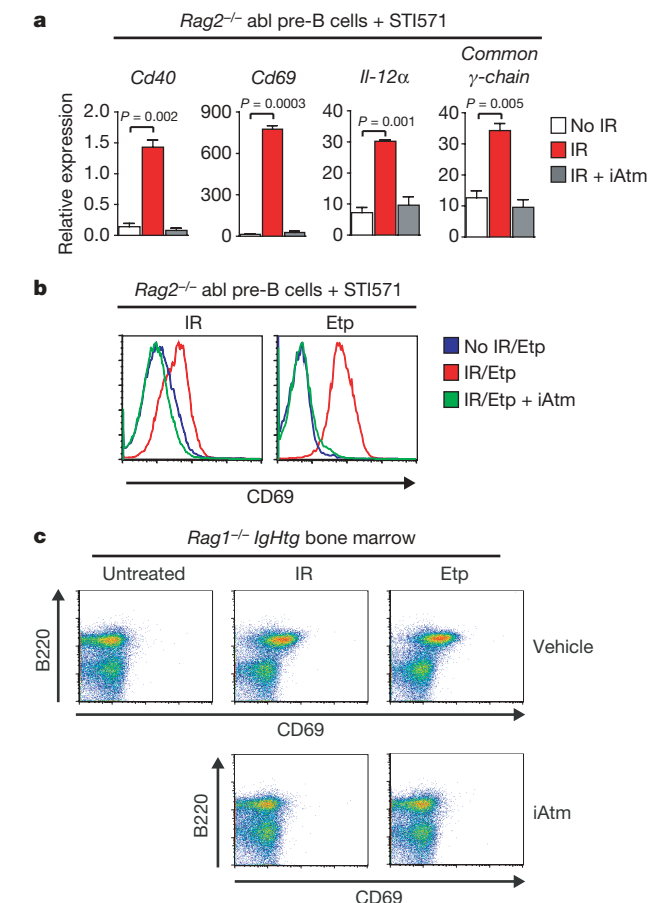 a
Rag2–/– abl pre-B cells + STI571
Cd40
Cd69
Il-12α
Common
γ-chain
Relative expression
2.0
1.5
1.0
0.5
0.0
P = 0.002
900
600
300
0
P = 0.0003
40
30
20
10
0
P = 0.001
40
30
20
10
0
P = 0.005
No IR
IR
IR + iAtm
b
Rag2–/– abl pre-B cells + STI571
IR
Etp
No IR/Etp
IR/Etp
IR/Etp + iAtm
CD69
c
Rag1–/– IgHtg bone marrow
Untreated
IR
Etp
B220
Vehicle
CD69
B220
iAtm
CD69